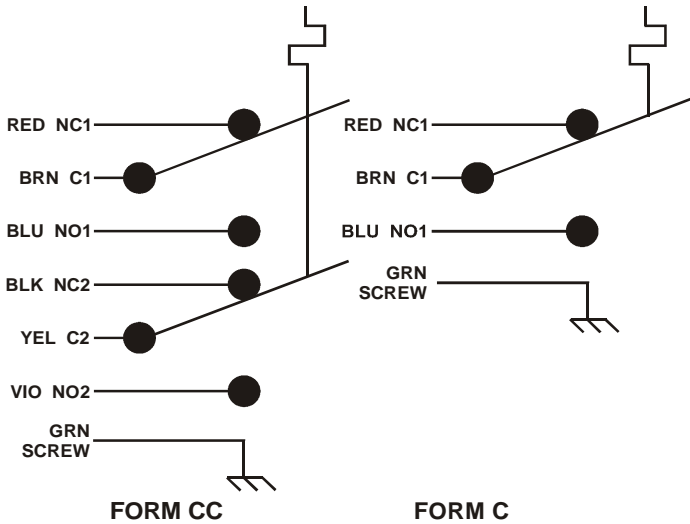 RED NC1
BRN C1
BLU NO1
BLK NC2
YEL C2
VIO NO2
GRN
SCREW
FORM CC
RED NC1
BRN C1
BLU NO1
GRN
SCREW
FORM C